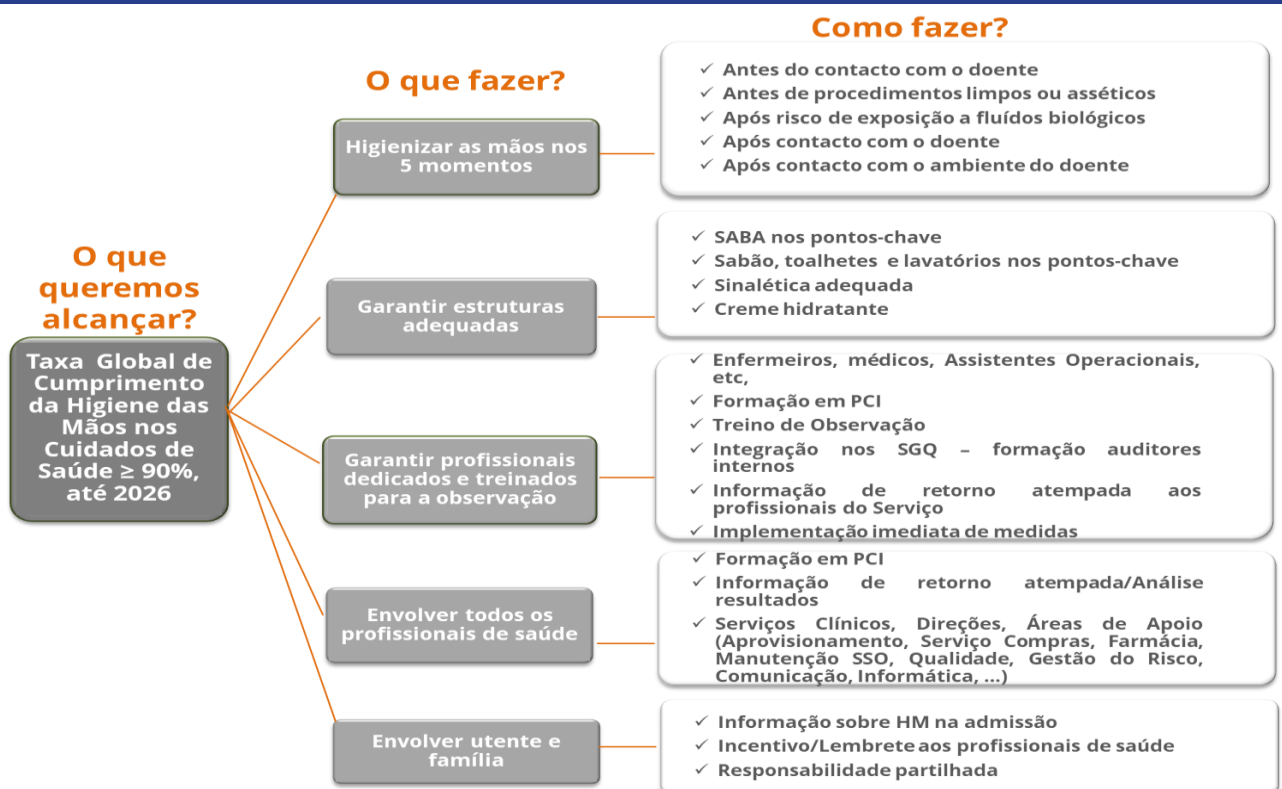 Como fazer?
O que fazer?
O que
queremos
alcançar?
Taxa Global de
Cumprimento
da Higiene das
Mãos nos
Cuidados de
Saúde ≥ 90%,
até 2026
Higienizar as mãos nos
5 momentos
✓ Antes do contacto com o doente
✓ Antes de procedimentos limpos ou asséticos
✓ Após risco de exposição a fluídos biológicos
✓ Após contacto com o doente
✓ Após contacto com o ambiente do doente
Garantir estruturas
adequadas
✓ SABA nos pontos-chave
✓ Sabão, toalhetes e lavatórios nos pontos-chave
✓ Sinalética adequada
✓ Creme hidratante
Garantir profissionais
dedicados e treinados
para a observação
✓ Enfermeiros, médicos, Assistentes Operacionais,
etc,
✓ Formação em PCI
✓ Treino de Observação
✓ Integração nos SGQ – formação auditores
internos
✓ Informação de retorno atempada aos
profissionais do Serviço
✓ Implementação imediata de medidas
Envolver todos os
profissionais de saúde
✓ Formação em PCI
✓ Informação de retorno atempada/Análise
resultados
✓ Serviços Clínicos, Direções, Áreas de Apoio
(Aprovisionamento, Serviço Compras, Farmácia,
Manutenção SSO, Qualidade, Gestão do Risco,
Comunicação, Informática, ...)
Envolver utente e
família
✓ Informação sobre HM na admissão
✓ Incentivo/Lembrete aos profissionais de saúde
✓ Responsabilidade partilhada